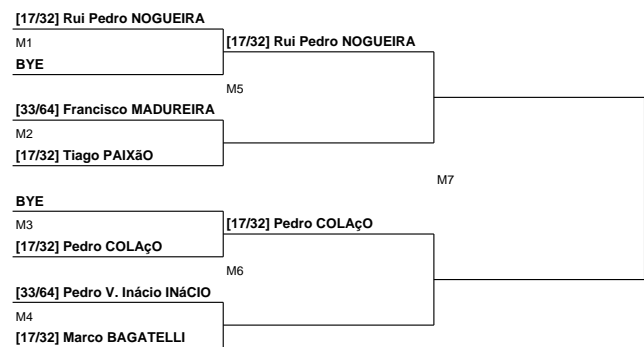 [17/32] Rui Pedro NOGUEIRA
M1
[17/32] Rui Pedro NOGUEIRA
BYE
M5
[33/64] Francisco MADUREIRA
M2
[17/32] Tiago PAIXãO
M7
BYE
M3
[17/32] Pedro COLAçO
[17/32] Pedro COLAçO
M6
[33/64] Pedro V. Inácio INáCIO
M4
[17/32] Marco BAGATELLI